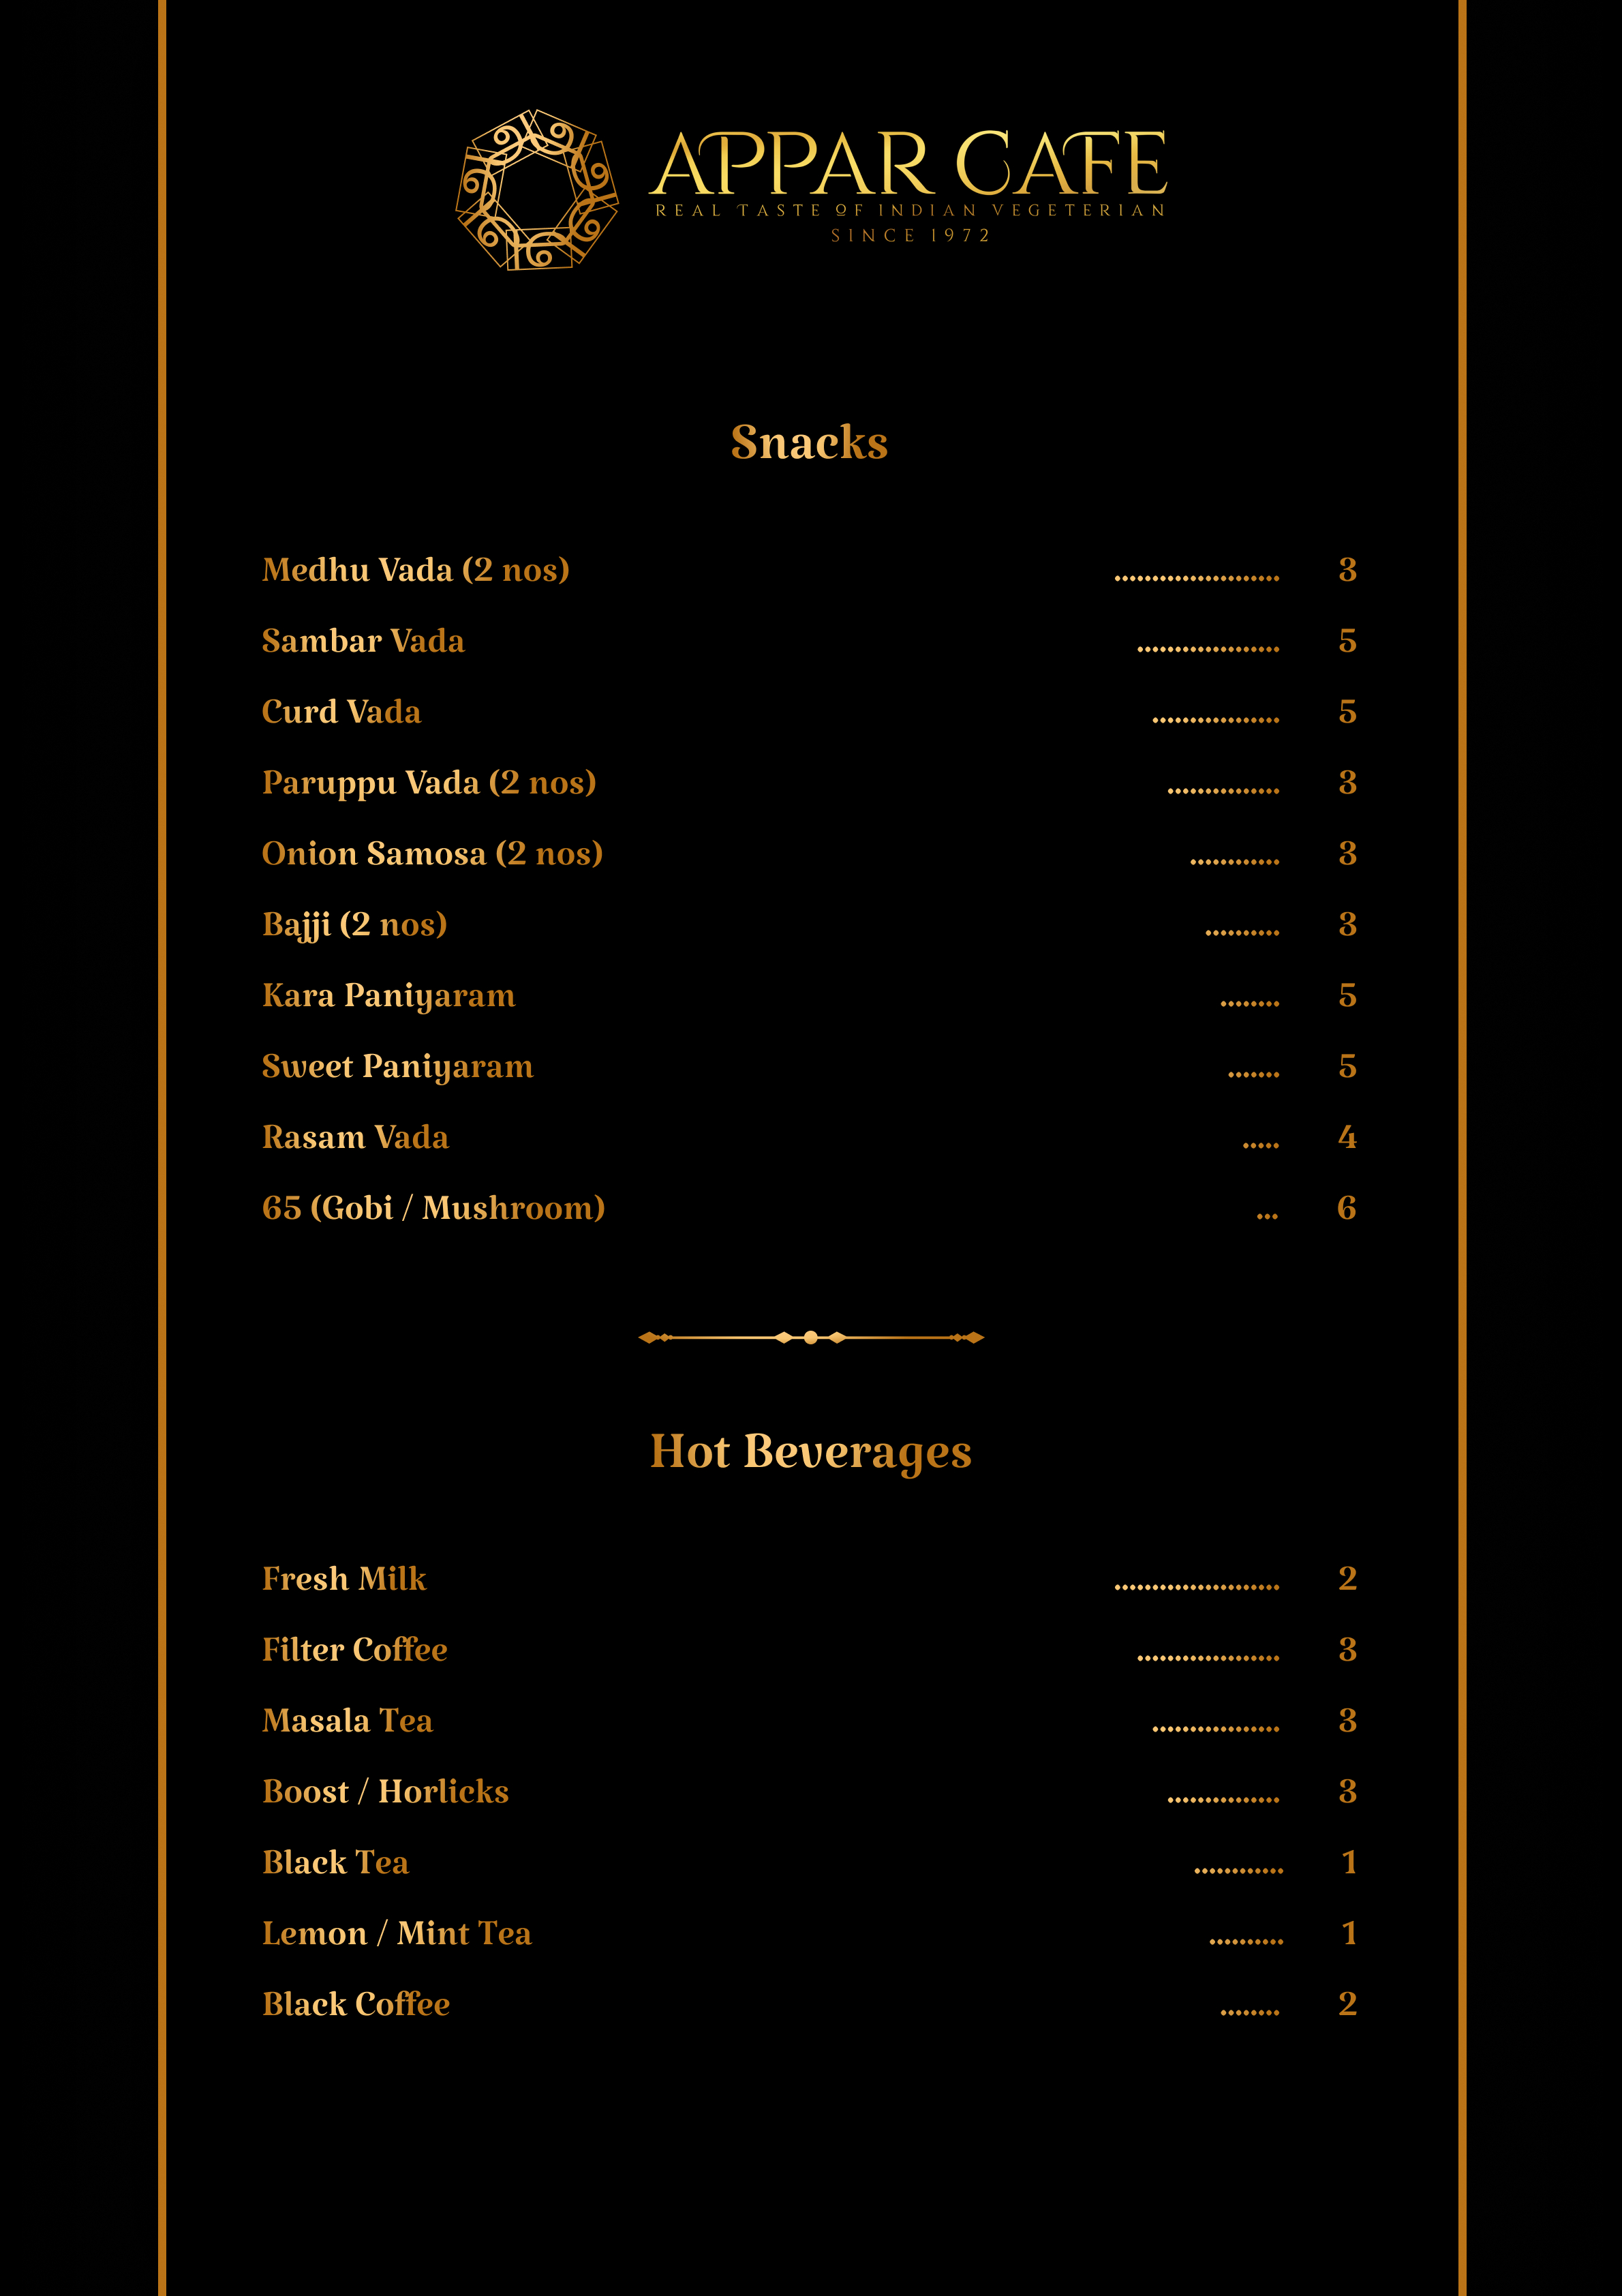 APPAR CAFE
REAL TASTE OF INDIAN VEGETERIAN
SINCE 1972
Snacks
Medhu Vada (2 nos) ...................... 3
Sambar Vada ................... 5
Curd Vada ................. 5
Paruppu Vada (2 nos) ............... 3
Onion Samosa (2 nos) ............ 3
Bajji (2 nos) .......... 3
Kara Paniyaram ........ 5
Sweet Paniyaram ....... 5
Rasam Vada ..... 4
65 (Gobi / Mushroom) ... 6
Hot Beverages
Fresh Milk ...................... 2
Filter Coffee ................... 3
Masala Tea ................. 3
Boost / Horlicks ............... 3
Black Tea ............ 1
Lemon / Mint Tea .......... 1
Black Coffee ........ 2